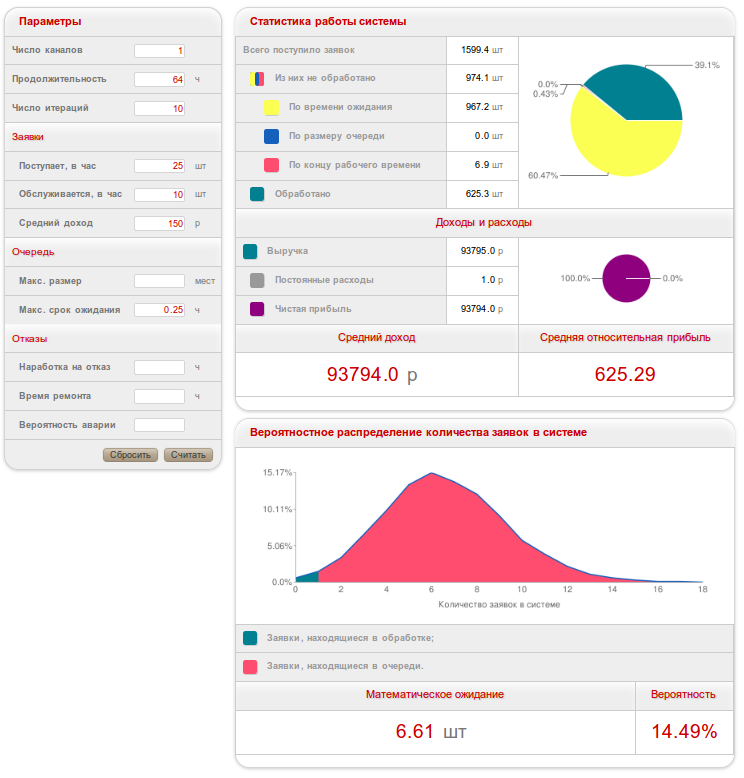 Параметры
Число каналов 1
Продолжительность 64 ч
Число итераций 10
Заявки
Поступает, в час 25 шт
Обслуживается, в час 10 шт
Средний доход 150 р
Очередь
Макс. размер мест
Макс. срок ожидания 0.25 ч
Отказы
Наработка на отказ ч
Время ремонта ч
Вероятность аварии
Сбросить Считать
Статистика работы системы
Всего поступило заявок 1599.4 шт
Из них не обработано 974.1 шт
По времени ожидания 967.2 шт
По размеру очереди 0.0 шт
По концу рабочего времени 6.9 шт
Обработано 625.3 шт
39.1%
0.0%
0.43%
60.47%
Доходы и расходы
Выручка 93795.0 р
Постоянные расходы 1.0 р
Чистая прибыль 93794.0 р
100.0% 0.0%
Средний доход Средняя относительная прибыль
93794.0 р 625.29
Вероятностное распределение количества заявок в системе
15.17%
10.11%
5.06%
0.0%
0 2 4 6 8 10 12 14 16 18
Количество заявок в системе
Заявки, находящиеся в обработке;
Заявки, находящиеся в очереди.
Математическое ожидание Вероятность
6.61 шт 14.49%